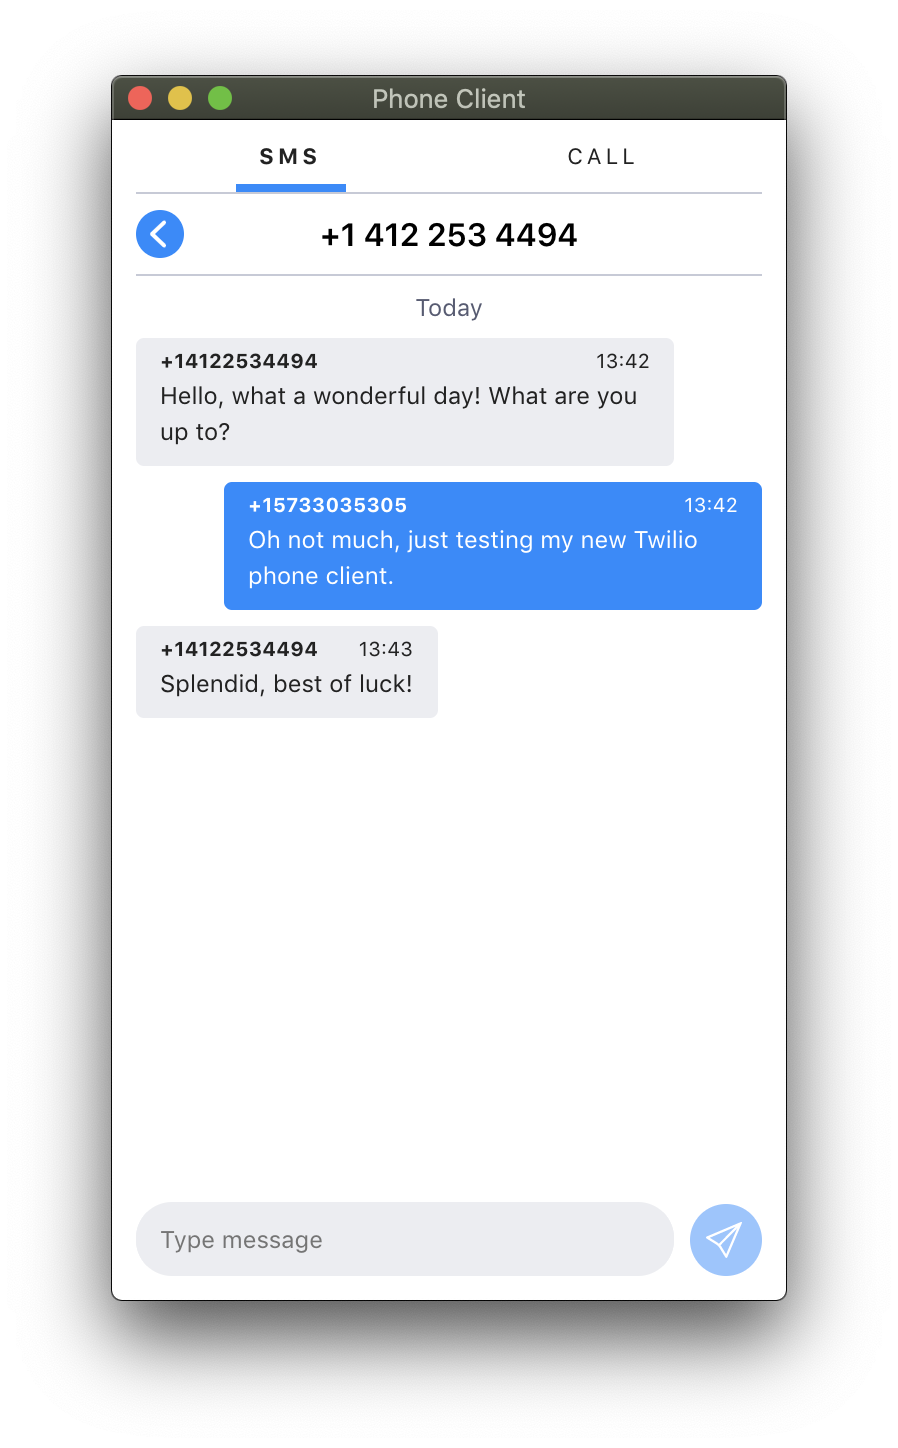 Phone Client
SMS CALL
+1 412 253 4494
Today
+14122534494 13:42
Hello, what a wonderful day! What are you
up to?
+15733035305 13:42
Oh not much, just testing my new Twilio
phone client.
+14122534494 13:43
Splendid, best of luck!
Type message